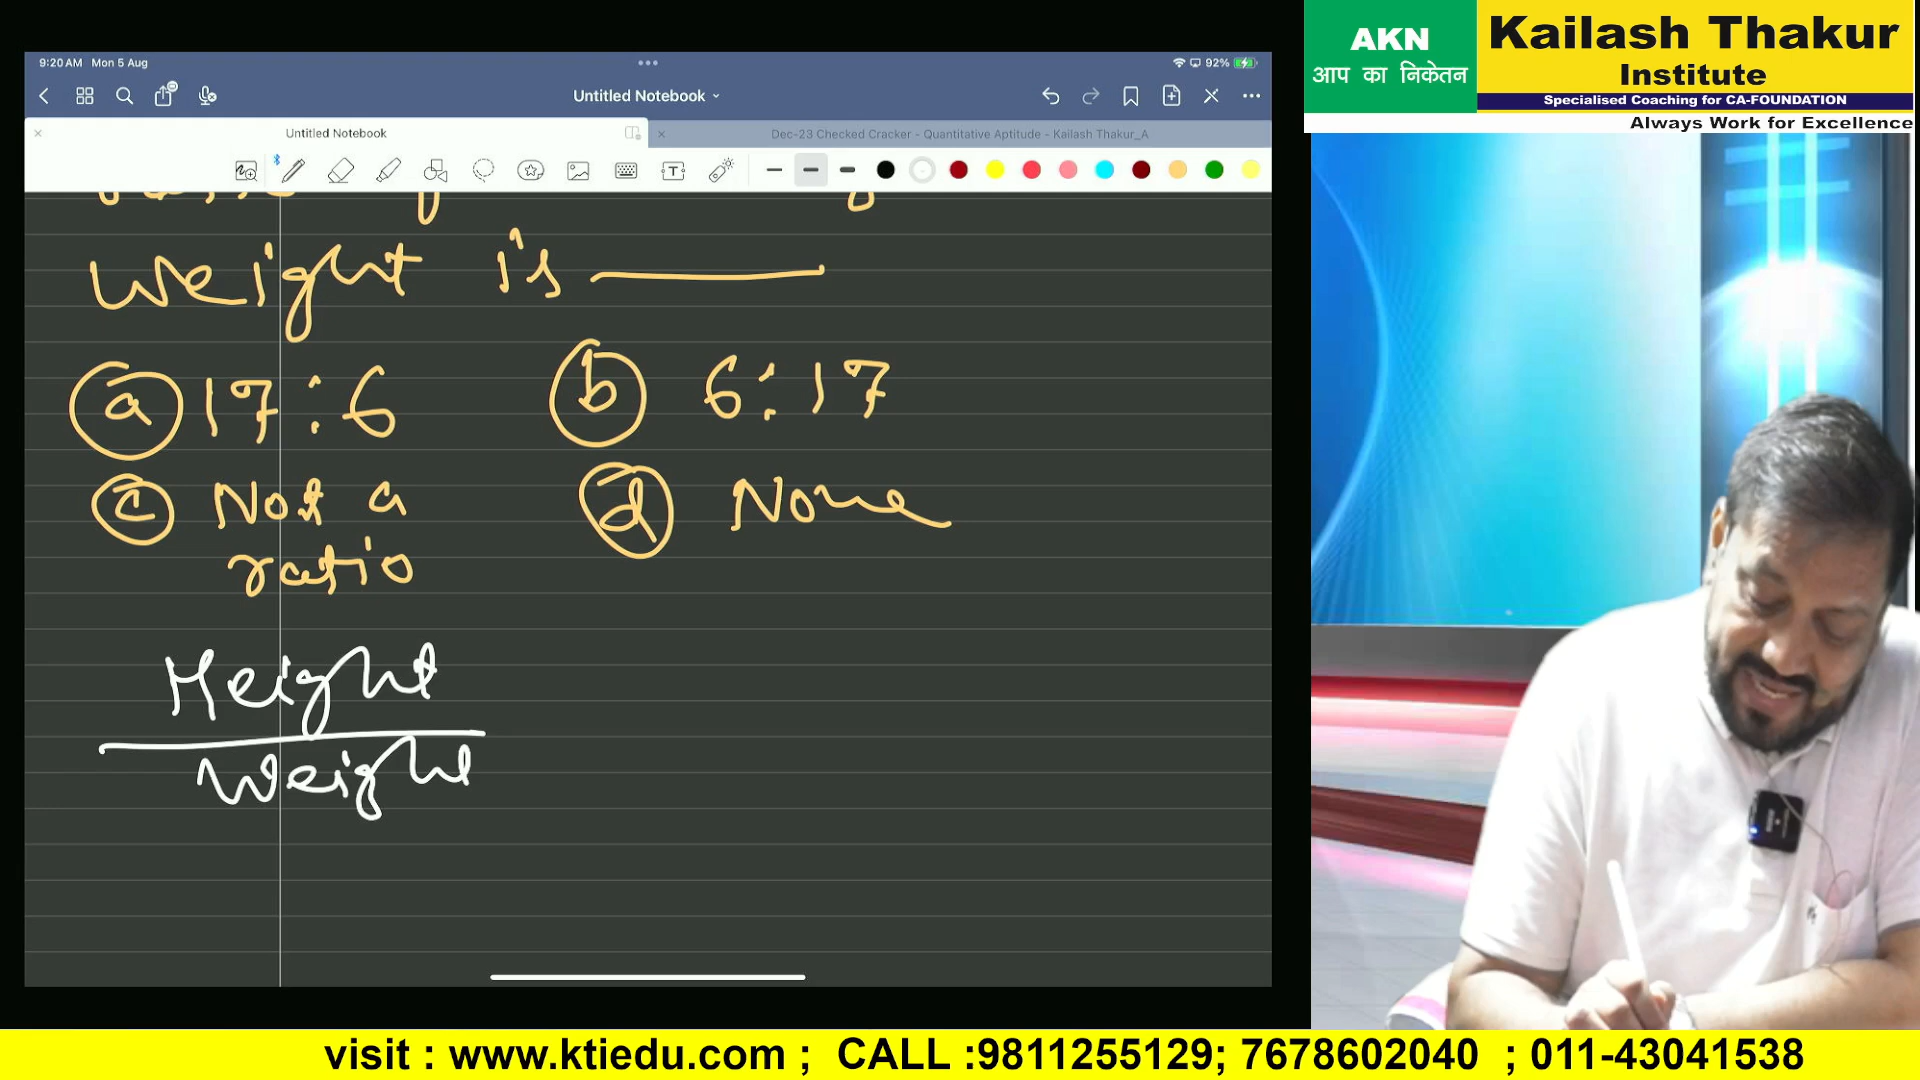 9:20 AM Mon 5 Aug
92%
Untitled Notebook
Untitled Notebook
Dec-23 Checked Cracker - Quantitative Aptitude - Kailash Thakur_A
weight is
a 17 : 6
b 6 : 17
c Not a
ratio
d None
Height
Weight
AKN
आप का निकेतन
Kailash Thakur
Institute
Specialised Coaching for CA-FOUNDATION
Always Work for Excellence
visit : www.ktiedu.com ; CALL :9811255129; 7678602040 ; 011-43041538